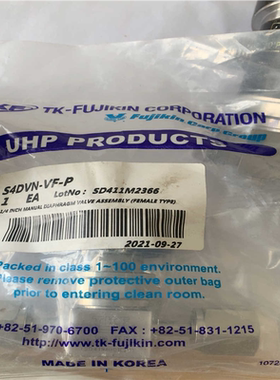 TK-FUJIKIN CORPORATION
Fujikin Corp Group
UHP PRODUCTS
S4DVN-VF-P
1 EA LotNo : SD411M2366
1/4 INCH MANUAL DIAPHRAGM VALVE ASSEMBLY (FEMALE TYPE)
2021-09-27
Packed in class 1~100 environment.
Please remove protective outer bag
prior to entering clean room.
+82-51-970-6700 FAX : +82-51-831-1215
http://www.tk-fujikin.com
MADE IN KOREA
1072